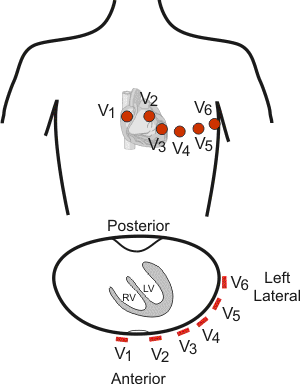 V1
V2
V6
V3
V4
V5
Posterior
LV
RV
V6
Left
Lateral
V5
V4
V3
V2
V1
Anterior